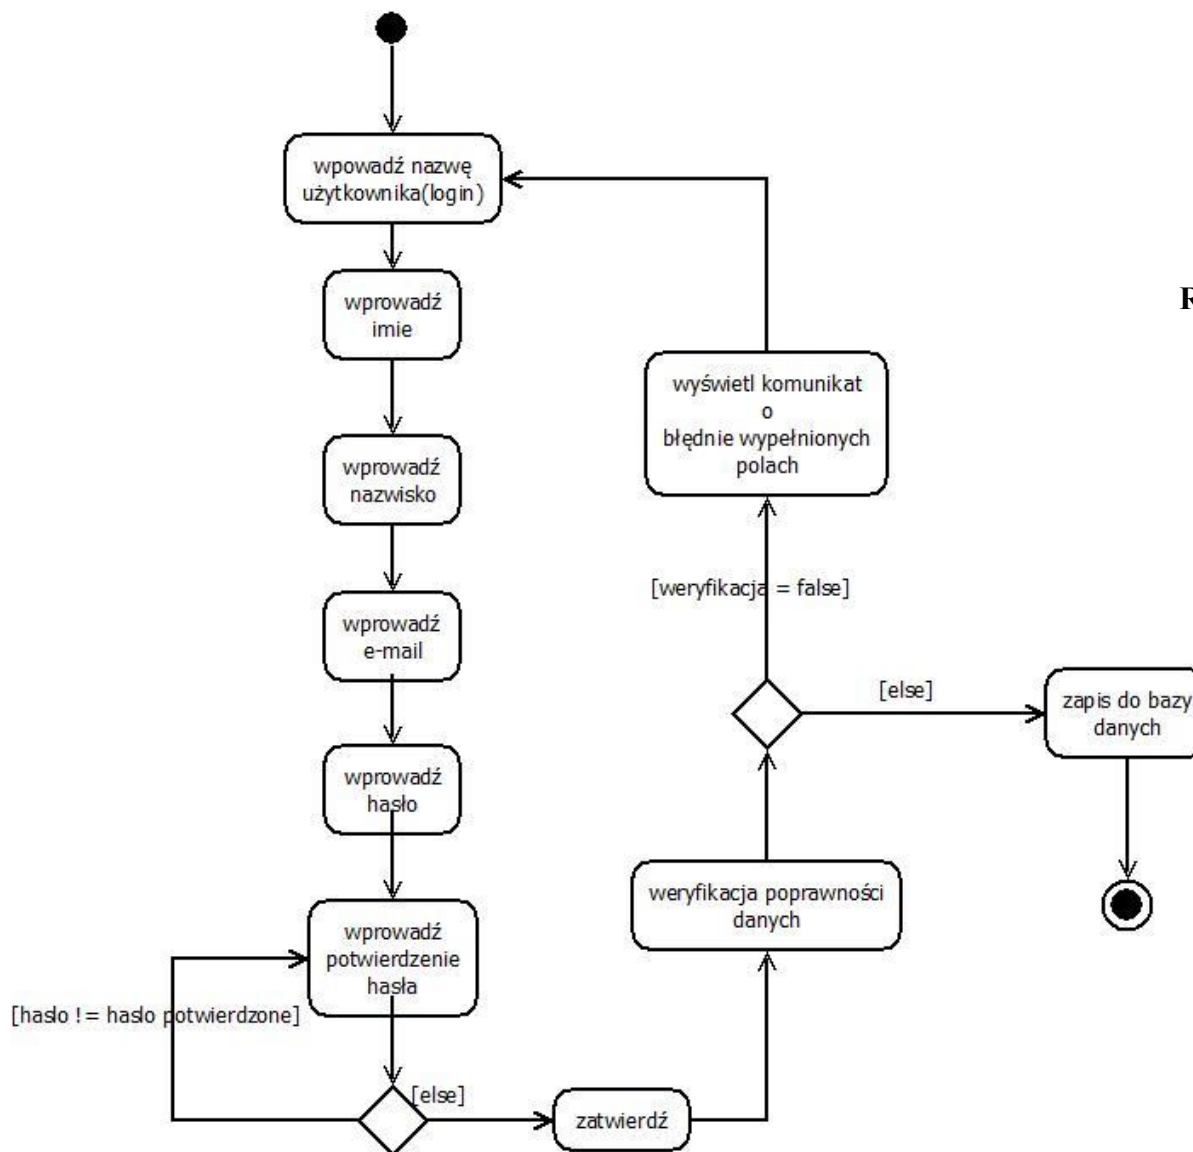 wpowadź nazwę
użytkownika(login)
wprowadź
imie
wprowadź
nazwisko
wprowadź
e-mail
wprowadź
hasło
wprowadź
potwierdzenie
hasła
[haslo != haslo potwierdzone]
[else]
zatwierdź
weryfikacja poprawności
danych
[weryfikacja = false]
wyświetl komunikat
o
błędnie wypełnionych
polach
[else]
zapis do bazy
danych
R